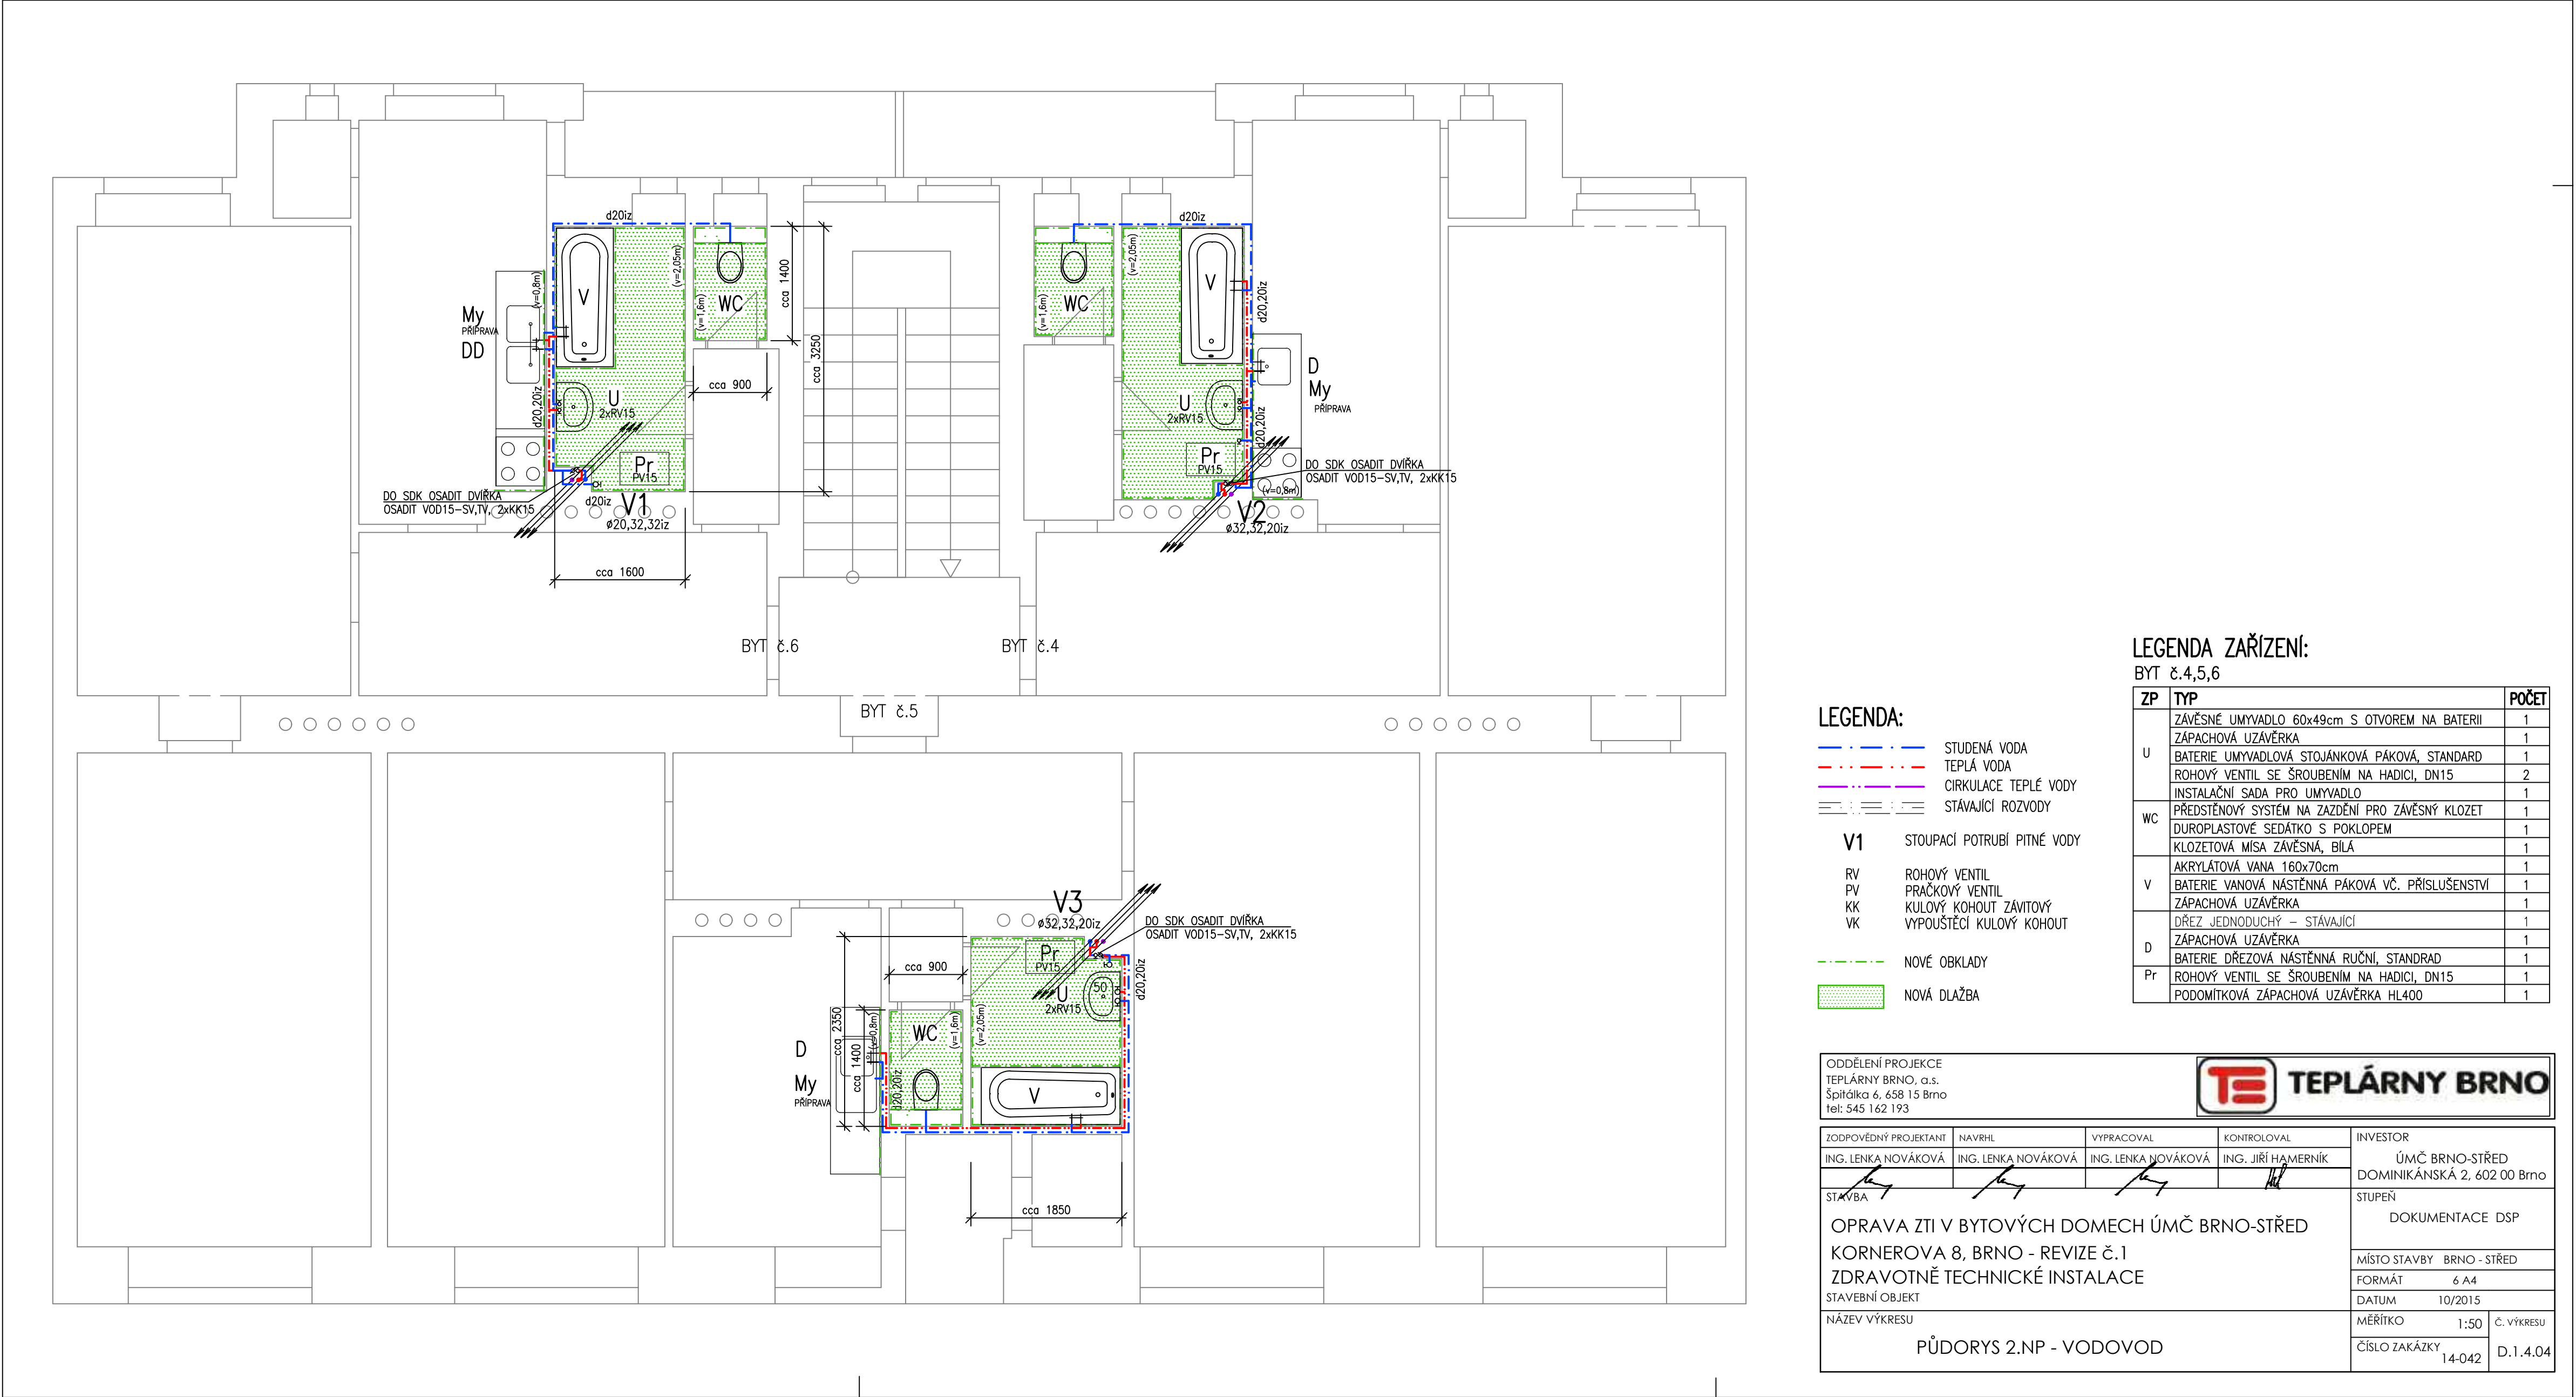 d20iz
(v=0,8m)
(v=2,05m)
(v=1,6m)
V
WC
cca 1400
cca 3250
My
PŘÍPRAVA
DD
cca 900
d20,20iz
U
2xRV15
Pr
PV15
DO SDK OSADIT DVÍŘKA
OSADIT VOD15-SV,TV, 2xKK15
d20iz
V1
ø20,32,32iz
cca 1600
d20iz
(v=2,05m)
(v=1,6m)
WC
V
d20,20iz
D
My
PŘÍPRAVA
U
2xRV15
d20,20iz
Pr
PV15
DO SDK OSADIT DVÍŘKA
OSADIT VOD15-SV,TV, 2xKK15
(v=0,8m)
V2
ø32,32,20iz
BYT č.6
BYT č.4
BYT č.5
V3
ø32,32,20iz
DO SDK OSADIT DVÍŘKA
OSADIT VOD15-SV,TV, 2xKK15
Pr
PV15
cca 900
d20,20iz
50
U
2xRV15
cca 2350
cca 1400
(v=0,8m)
WC
(v=1,6m)
(v=2,05m)
D
My
PŘÍPRAVA
d20,20iz
V
cca 1850
LEGENDA:
STUDENÁ VODA
TEPLÁ VODA
CIRKULACE TEPLÉ VODY
STÁVAJÍCÍ ROZVODY
V1 STOUPACÍ POTRUBÍ PITNÉ VODY
RV ROHOVÝ VENTIL
PV PRAČKOVÝ VENTIL
KK KULOVÝ KOHOUT ZÁVITOVÝ
VK VYPOUŠTĚCÍ KULOVÝ KOHOUT
NOVÉ OBKLADY
NOVÁ DLAŽBA
LEGENDA ZAŘÍZENÍ:
BYT č.4,5,6
ZP TYP POČET
U
ZÁVĚSNÉ UMYVADLO 60x49cm S OTVOREM NA BATERII 1
ZÁPACHOVÁ UZÁVĚRKA 1
BATERIE UMYVADLOVÁ STOJÁNKOVÁ PÁKOVÁ, STANDARD 1
ROHOVÝ VENTIL SE ŠROUBENÍM NA HADICI, DN15 2
INSTALAČNÍ SADA PRO UMYVADLO 1
WC
PŘEDSTĚNOVÝ SYSTÉM NA ZAZDĚNÍ PRO ZÁVĚSNÝ KLOZET 1
DUROPLASTOVÉ SEDÁTKO S POKLOPEM 1
KLOZETOVÁ MÍSA ZÁVĚSNÁ, BÍLÁ 1
V
AKRYLÁTOVÁ VANA 160x70cm 1
BATERIE VANOVÁ NÁSTĚNNÁ PÁKOVÁ VČ. PŘÍSLUŠENSTVÍ 1
ZÁPACHOVÁ UZÁVĚRKA 1
D
DŘEZ JEDNODUCHÝ – STÁVAJÍCÍ 1
ZÁPACHOVÁ UZÁVĚRKA 1
BATERIE DŘEZOVÁ NÁSTĚNNÁ RUČNÍ, STANDRAD 1
Pr ROHOVÝ VENTIL SE ŠROUBENÍM NA HADICI, DN15 1
PODOMÍTKOVÁ ZÁPACHOVÁ UZÁVĚRKA HL400 1
ODDĚLENÍ PROJEKCE
TEPLÁRNY BRNO, a.s.
Špitálka 6, 658 15 Brno
tel: 545 162 193
TEPLÁRNY BRNO
ZODPOVĚDNÝ PROJEKTANT NAVRHL VYPRACOVAL KONTROLOVAL
ING. LENKA NOVÁKOVÁ ING. LENKA NOVÁKOVÁ ING. LENKA NOVÁKOVÁ ING. JIŘÍ HAMERNÍK
INVESTOR
ÚMČ BRNO-STŘED
DOMINIKÁNSKÁ 2, 602 00 Brno
STAVBA
OPRAVA ZTI V BYTOVÝCH DOMECH ÚMČ BRNO-STŘED
KORNEROVA 8, BRNO - REVIZE č.1
ZDRAVOTNĚ TECHNICKÉ INSTALACE
STAVEBNÍ OBJEKT
STUPEŇ
DOKUMENTACE DSP
MÍSTO STAVBY BRNO - STŘED
FORMÁT 6 A4
DATUM 10/2015
NÁZEV VÝKRESU
PŮDORYS 2.NP - VODOVOD
MĚŘÍTKO 1:50
Č. VÝKRESU
D.1.4.04
ČÍSLO ZAKÁZKY 14-042